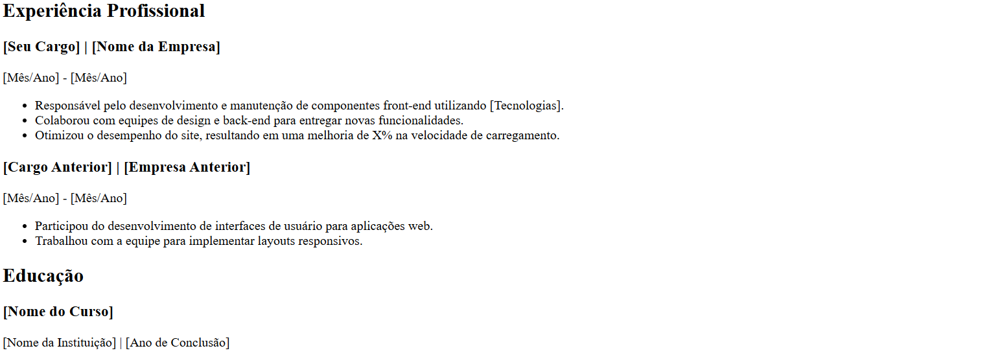 Experiência Profissional
[Seu Cargo] | [Nome da Empresa]
[Mês/Ano] - [Mês/Ano]
• Responsável pelo desenvolvimento e manutenção de componentes front-end utilizando [Tecnologias].
• Colaborou com equipes de design e back-end para entregar novas funcionalidades.
• Otimizou o desempenho do site, resultando em uma melhoria de X% na velocidade de carregamento.
[Cargo Anterior] | [Empresa Anterior]
[Mês/Ano] - [Mês/Ano]
• Participou do desenvolvimento de interfaces de usuário para aplicações web.
• Trabalhou com a equipe para implementar layouts responsivos.
Educação
[Nome do Curso]
[Nome da Instituição] | [Ano de Conclusão]